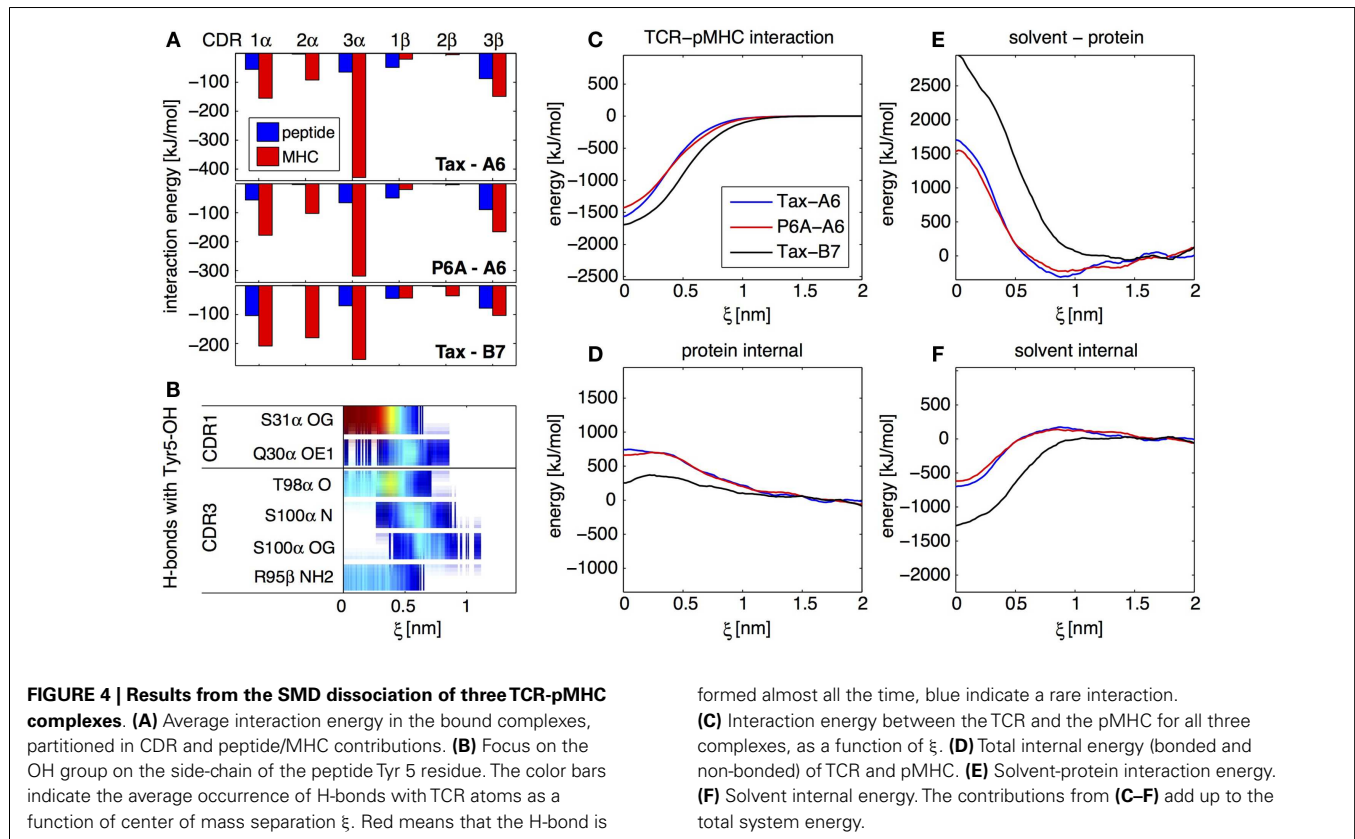 A CDR 1α 2α 3α 1β 2β 3β
−100
−200
−300
−400
peptide
MHC
Tax - A6
−100
−200
−300
P6A - A6
−100
−200
Tax - B7
interaction energy [kJ/mol]
B
H-bonds with Tyr5-OH
CDR1
CDR3
S31α OG
Q30α OE1
T98α O
S100α N
S100α OG
R95β NH2
0 0.5 1
ξ [nm]
C TCR–pMHC interaction
energy [kJ/mol]
500
0
−500
−1000
−1500
−2000
−2500
Tax–A6
P6A–A6
Tax–B7
0 0.5 1 1.5 2
ξ [nm]
D protein internal
energy [kJ/mol]
1500
1000
500
0
−500
−1000
0 0.5 1 1.5 2
ξ [nm]
E solvent – protein
energy [kJ/mol]
2500
2000
1500
1000
500
0
0 0.5 1 1.5 2
ξ [nm]
F solvent internal
energy [kJ/mol]
500
0
−500
−1000
−1500
−2000
0 0.5 1 1.5 2
ξ [nm]
FIGURE 4 | Results from the SMD dissociation of three TCR-pMHC
complexes. (A) Average interaction energy in the bound complexes,
partitioned in CDR and peptide/MHC contributions. (B) Focus on the
OH group on the side-chain of the peptide Tyr 5 residue. The color bars
indicate the average occurrence of H-bonds with TCR atoms as a
function of center of mass separation ξ. Red means that the H-bond is
formed almost all the time, blue indicate a rare interaction.
(C) Interaction energy between the TCR and the pMHC for all three
complexes, as a function of ξ. (D) Total internal energy (bonded and
non-bonded) of TCR and pMHC. (E) Solvent-protein interaction energy.
(F) Solvent internal energy. The contributions from (C–F) add up to the
total system energy.